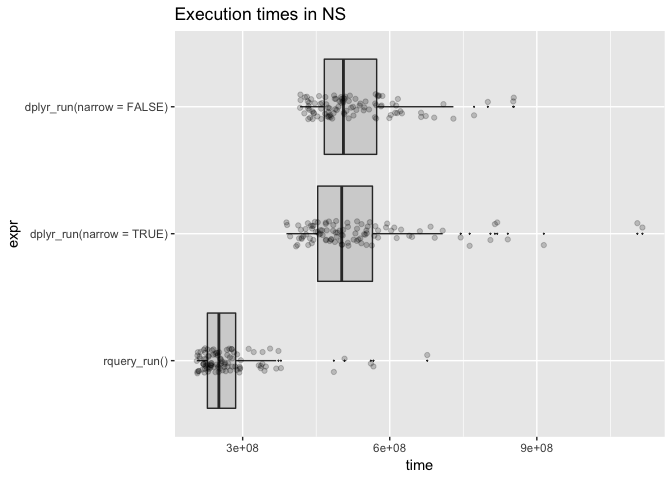 Execution times in NS
dplyr_run(narrow = FALSE)
dplyr_run(narrow = TRUE)
rquery_run()
expr
3e+08 6e+08 9e+08
time